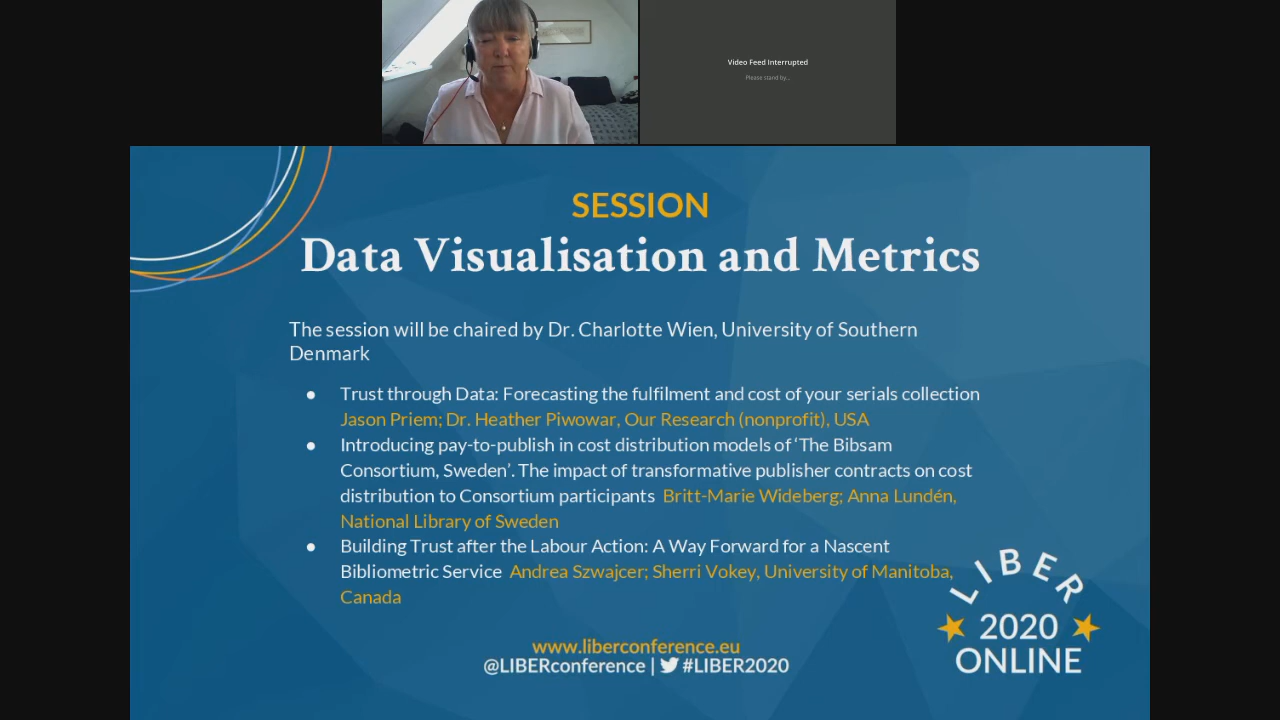 Video Feed Interrupted
Please stand by...
SESSION
Data Visualisation and Metrics
The session will be chaired by Dr. Charlotte Wien, University of Southern
Denmark
● Trust through Data: Forecasting the fulfilment and cost of your serials collection
Jason Priem; Dr. Heather Piwowar, Our Research (nonprofit), USA
● Introducing pay-to-publish in cost distribution models of ‘The Bibsam
Consortium, Sweden’. The impact of transformative publisher contracts on cost
distribution to Consortium participants Britt-Marie Wideberg; Anna Lundén,
National Library of Sweden
● Building Trust after the Labour Action: A Way Forward for a Nascent
Bibliometric Service Andrea Szwajcer; Sherri Vokey, University of Manitoba,
Canada
LIBER
2020
ONLINE
www.liberconference.eu
@LIBERconference | #LIBER2020